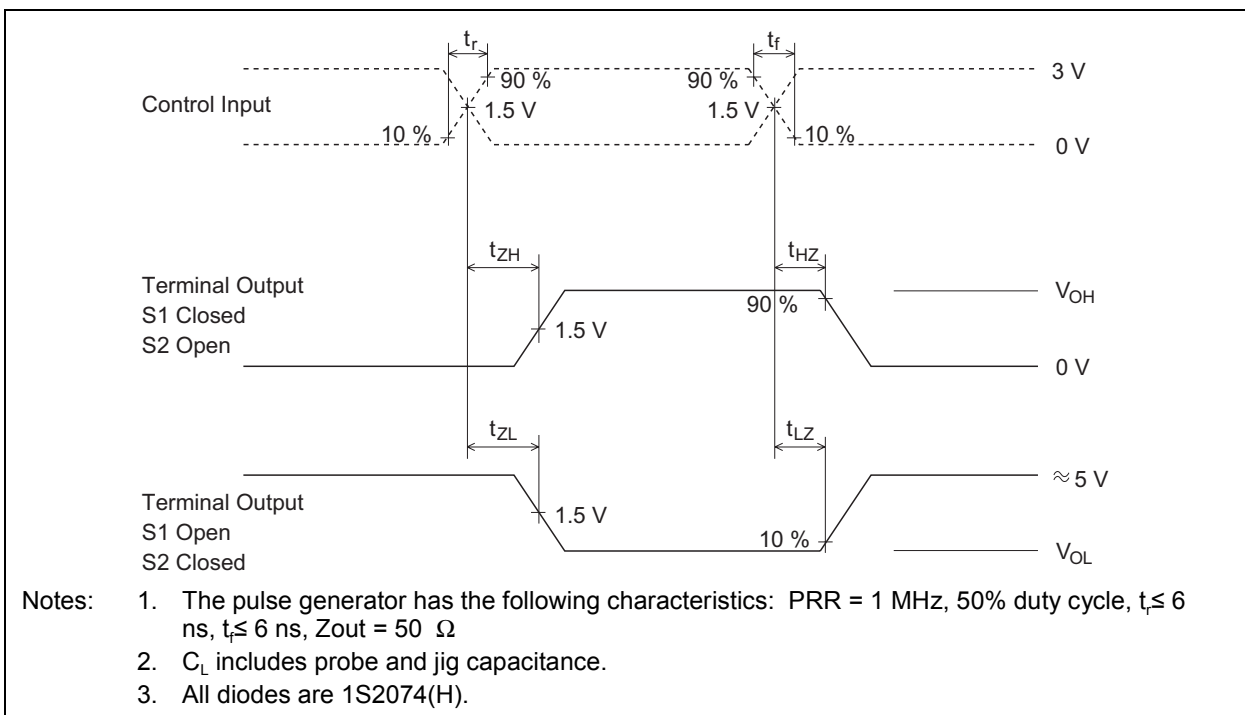 tr tf
90 % 90 % 3 V
Control Input 1.5 V 1.5 V
10 % 10 % 0 V
tZH tHZ
Terminal Output VOH
S1 Closed 90 %
S2 Open 1.5 V
0 V
tZL tLZ
≈ 5 V
Terminal Output
S1 Open 1.5 V
10 %
S2 Closed VOL
Notes: 1. The pulse generator has the following characteristics: PRR = 1 MHz, 50% duty cycle, tr≤ 6
ns, tf≤ 6 ns, Zout = 50 Ω
2. CL includes probe and jig capacitance.
3. All diodes are 1S2074(H).